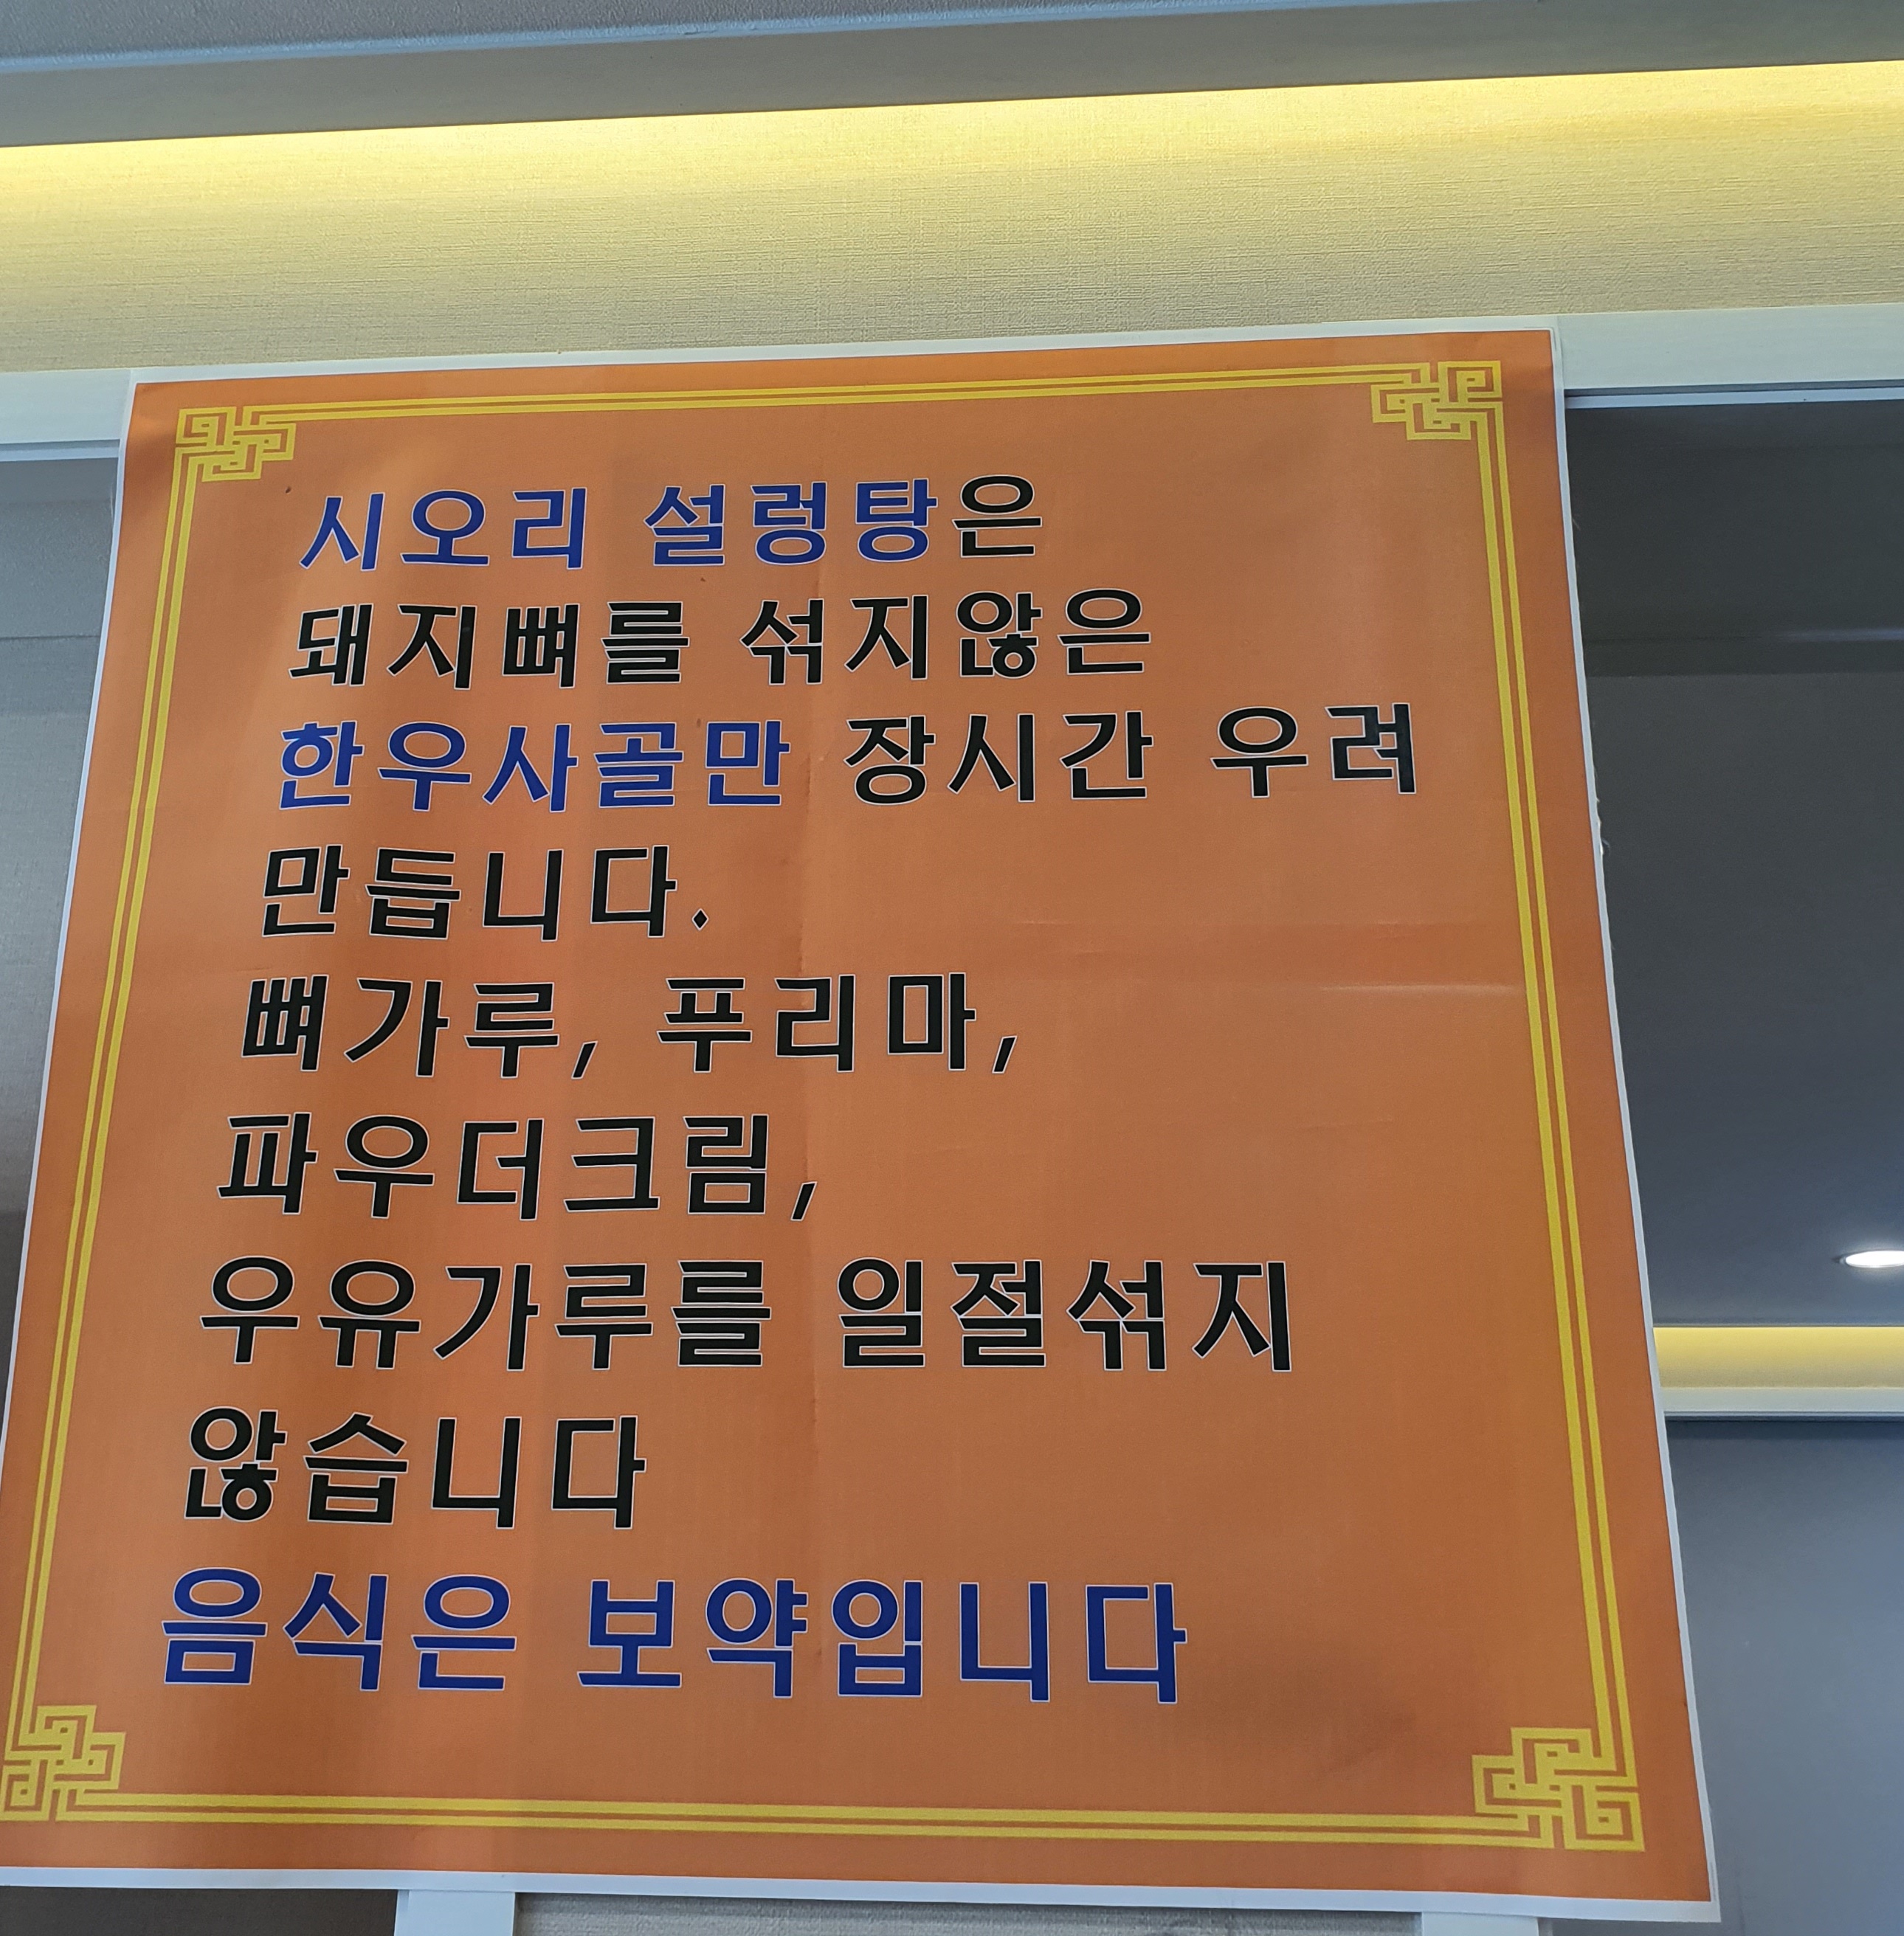 시오리 설렁탕은
돼지뼈를 섞지않은
한우사골만 장시간 우려
만듭니다.
뼈가루, 푸리마,
파우더크림,
우유가루를 일절섞지
않습니다
음식은 보약입니다